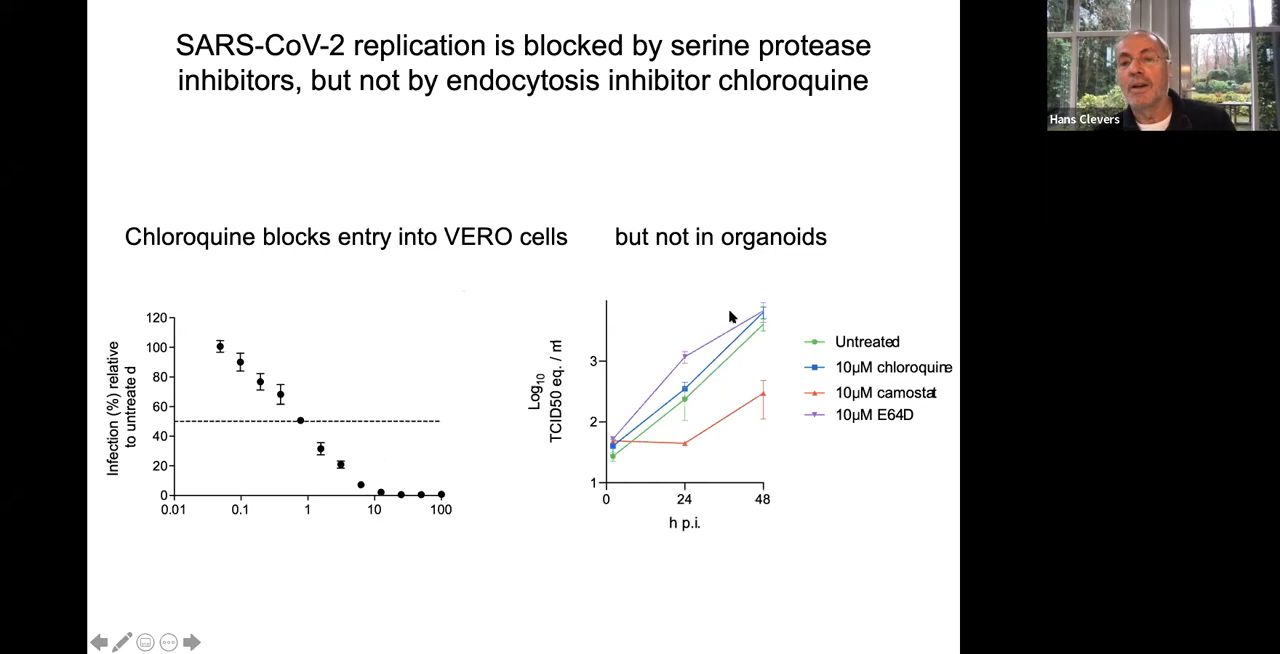 SARS-CoV-2 replication is blocked by serine protease
inhibitors, but not by endocytosis inhibitor chloroquine
Hans Clevers
Chloroquine blocks entry into VERO cells
but not in organoids
Infection (%) relative
to untreated
120
100
80
60
40
20
0
0.01
0.1
1
10
100
Log10
TCID50 eq. / ml
3
2
1
0
24
48
h p.i.
Untreated
10µM chloroquine
10µM camostat
10µM E64D